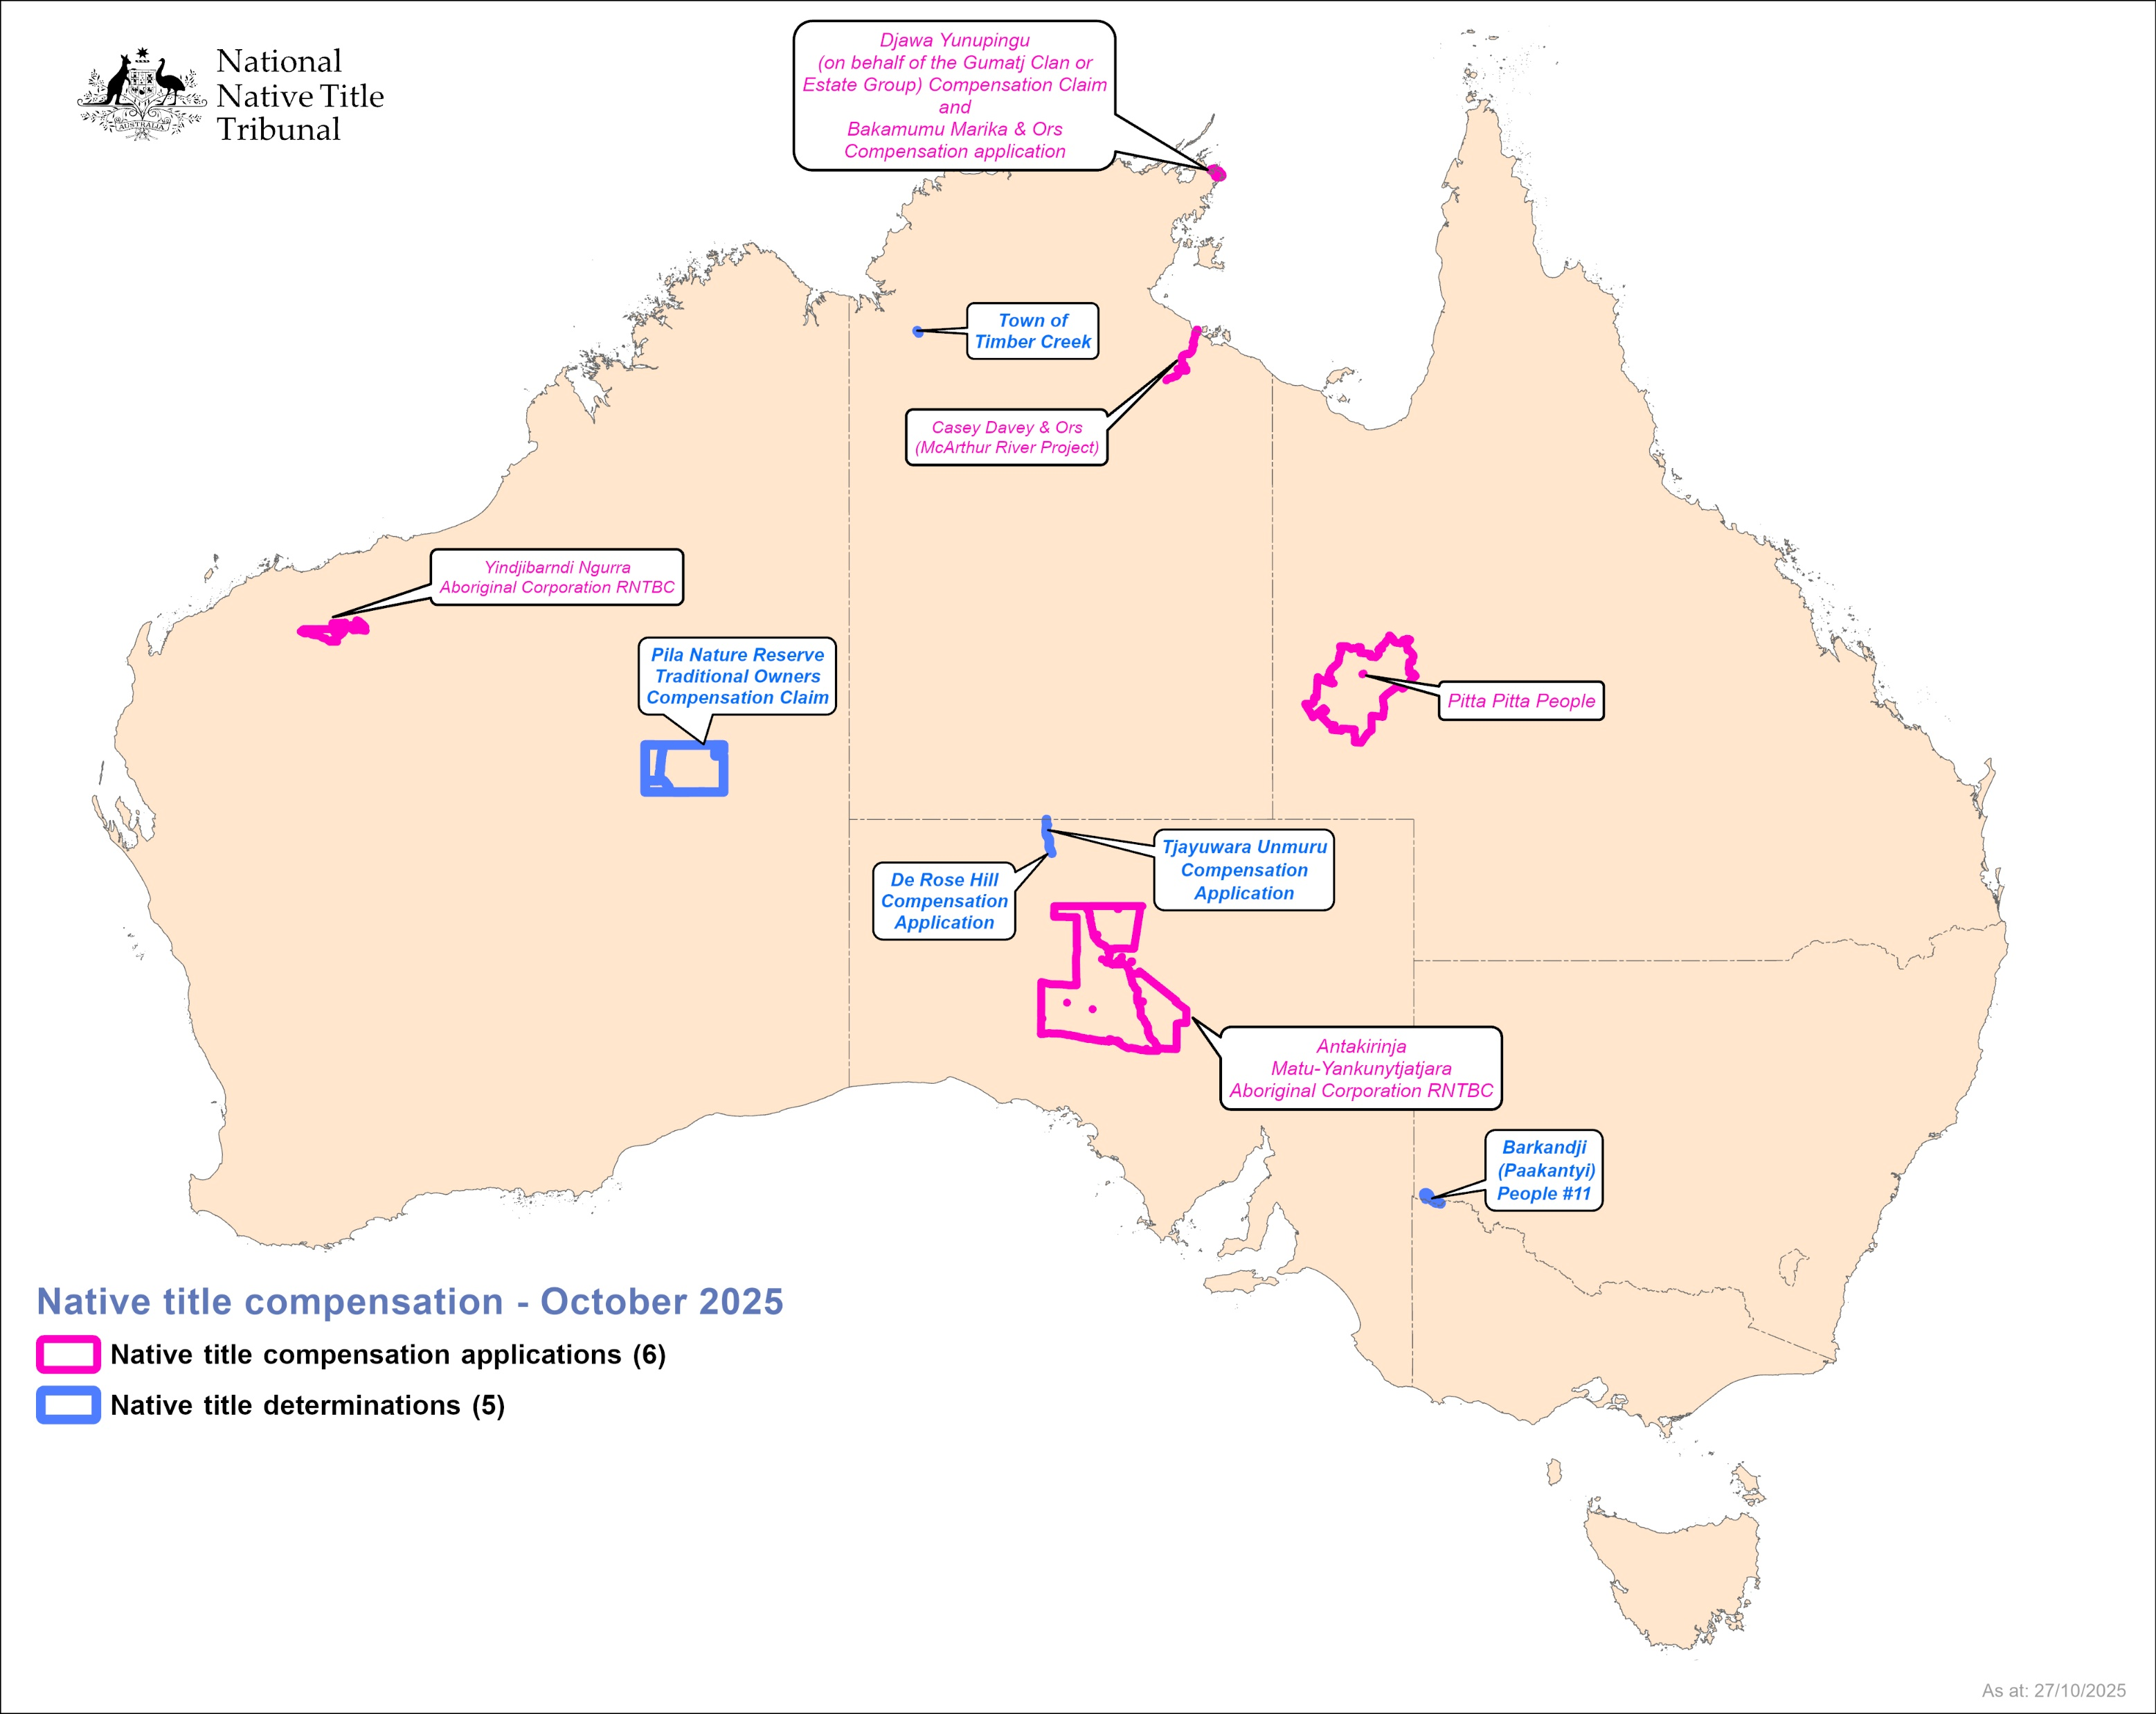 National
Native Title
Tribunal
AUSTRALIA
Djawa Yunupingu
(on behalf of the Gumatj Clan or
Estate Group) Compensation Claim
and
Bakamumu Marika & Ors
Compensation application
Town of
Timber Creek
Casey Davey & Ors
(McArthur River Project)
Yindjibarndi Ngurra
Aboriginal Corporation RNTBC
Pila Nature Reserve
Traditional Owners
Compensation Claim
Pitta Pitta People
Tjayuwara Unmuru
Compensation
Application
De Rose Hill
Compensation
Application
Antakirinja
Matu-Yankunytjatjara
Aboriginal Corporation RNTBC
Barkandji
(Paakantyi)
People #11
Native title compensation - October 2025
Native title compensation applications (6)
Native title determinations (5)
As at: 27/10/2025